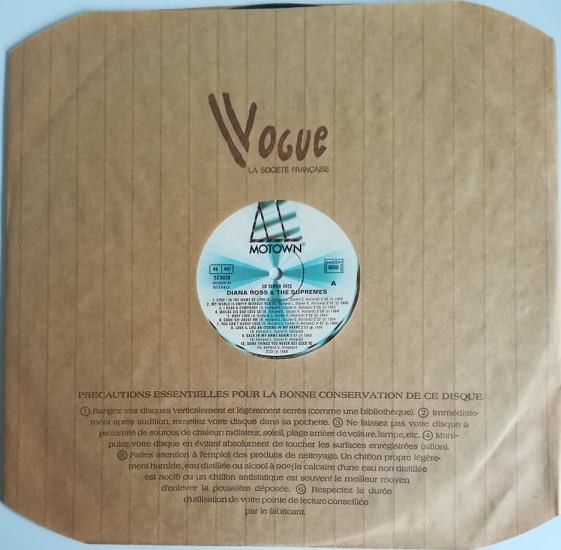 Vogue
LA SOCIÉTÉ FRANÇAISE
MOTOWN
20 SUPER HITS
DIANA ROSS & THE SUPREMES
A
STEREO
PRECAUTIONS ESSENTIELLES POUR LA BONNE CONSERVATION DE CE DISQUE
① Rangez vos disques verticalement et légèrement serrés (comme une bibliothèque). ② Immédiate-
ment après audition, remettez votre disque dans sa pochette. ③ Ne laissez pas votre disque à
proximité de sources de chaleur: radiateur, soleil, plage arrière de voiture, lampe, etc. ④ Mani-
pulez votre disque en évitant absolument de toucher les surfaces enregistrées (sillon).
⑤ Faites attention à l'emploi des produits de nettoyage. Un chiffon propre légère-
ment humide, eau distillée ou alcool à 90° (le calcaire d'une eau non distillée
est nocif) ou un chiffon antistatique est souvent le meilleur moyen
d'enlever la poussière déposée. ⑥ Respectez la durée
d'utilisation de votre pointe de lecture conseillée
par le fabricant.